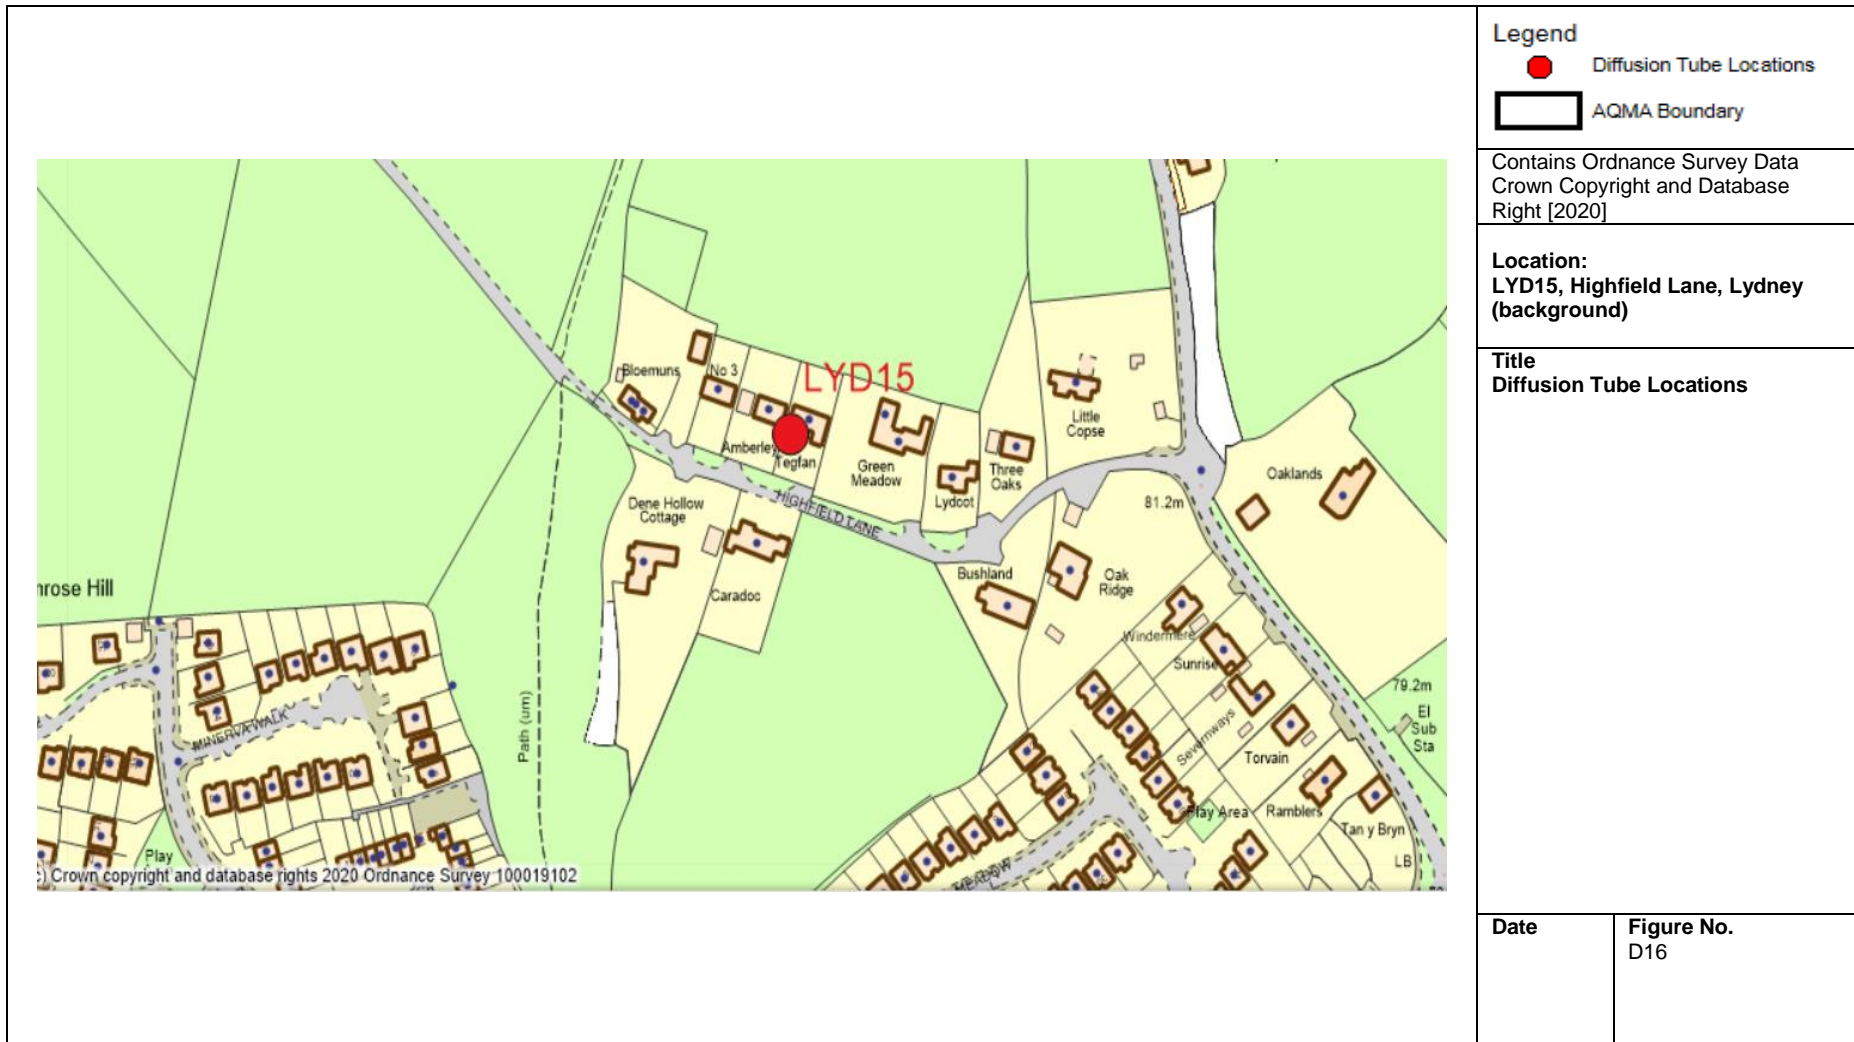 LYD15
Bloemuns
No 3
Amberley
Tegfan
Green
Meadow
Lydcot
Three
Oaks
Little
Copse
Oaklands
81.2m
HIGHFIELD LANE
Dene Hollow
Cottage
Caradoc
Bushland
Oak
Ridge
Windermere
Sunrise
Severnways
Torvain
79.2m
El
Sub
Sta
Play Area
Ramblers
Tan y Bryn
LB
nrose Hill
MINERVA WALK
Path (um)
Play
MEADOW
c) Crown copyright and database rights 2020 Ordnance Survey 100019102
Legend
Diffusion Tube Locations
AQMA Boundary
Contains Ordnance Survey Data
Crown Copyright and Database
Right [2020]
Location:
LYD15, Highfield Lane, Lydney
(background)
Title
Diffusion Tube Locations
Date
Figure No.
D16